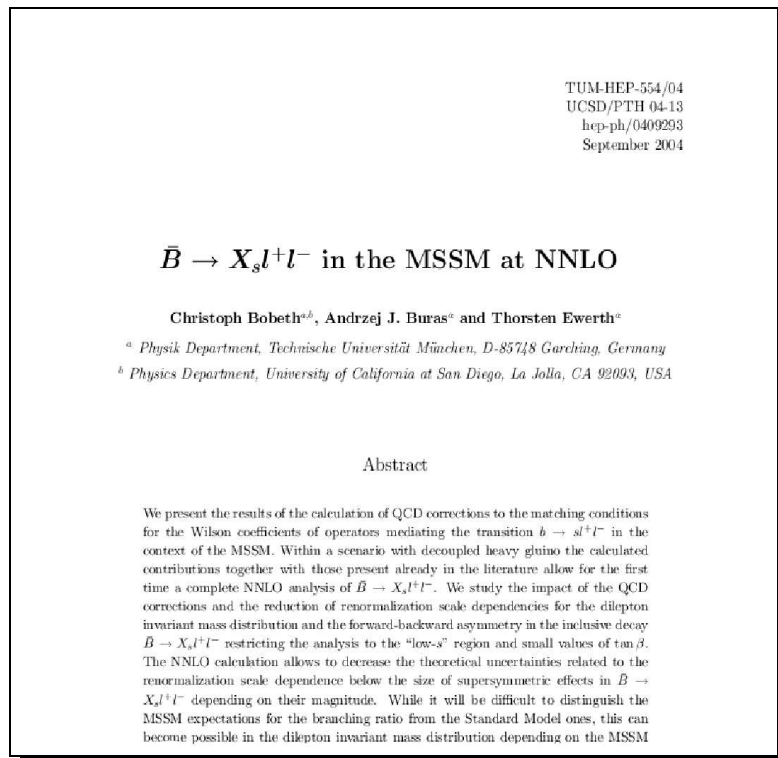 TUM-HEP-554/04
UCSD/PTH 04-13
hep-ph/0409293
September 2004
B̄ → Xₛl⁺l⁻ in the MSSM at NNLO
Christoph Bobethᵃ,ᵇ, Andrzej J. Burasᵃ and Thorsten Ewerthᵃ
ᵃ Physik Department, Technische Universität München, D-85748 Garching, Germany
ᵇ Physics Department, University of California at San Diego, La Jolla, CA 92093, USA
Abstract
We present the results of the calculation of QCD corrections to the matching conditions
for the Wilson coefficients of operators mediating the transition b → sl⁺l⁻ in the
context of the MSSM. Within a scenario with decoupled heavy gluino the calculated
contributions together with those present already in the literature allow for the first
time a complete NNLO analysis of B̄ → Xₛl⁺l⁻. We study the impact of the QCD
corrections and the reduction of renormalization scale dependencies for the dilepton
invariant mass distribution and the forward-backward asymmetry in the inclusive decay
B̄ → Xₛl⁺l⁻ restricting the analysis to the “low-s” region and small values of tan β.
The NNLO calculation allows to decrease the theoretical uncertainties related to the
renormalization scale dependence below the size of supersymmetric effects in B̄ →
Xₛl⁺l⁻ depending on their magnitude. While it will be difficult to distinguish the
MSSM expectations for the branching ratio from the Standard Model ones, this can
become possible in the dilepton invariant mass distribution depending on the MSSM